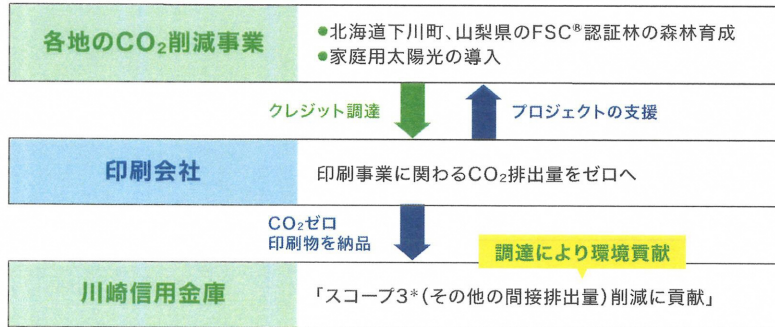 各地のCO₂削減事業
●北海道下川町、山梨県のFSC®認証林の森林育成
●家庭用太陽光の導入
クレジット調達
プロジェクトの支援
印刷会社
印刷事業に関わるCO₂排出量をゼロへ
CO₂ゼロ
印刷物を納品
調達により環境貢献
川崎信用金庫
「スコープ3*(その他の間接排出量)削減に貢献」